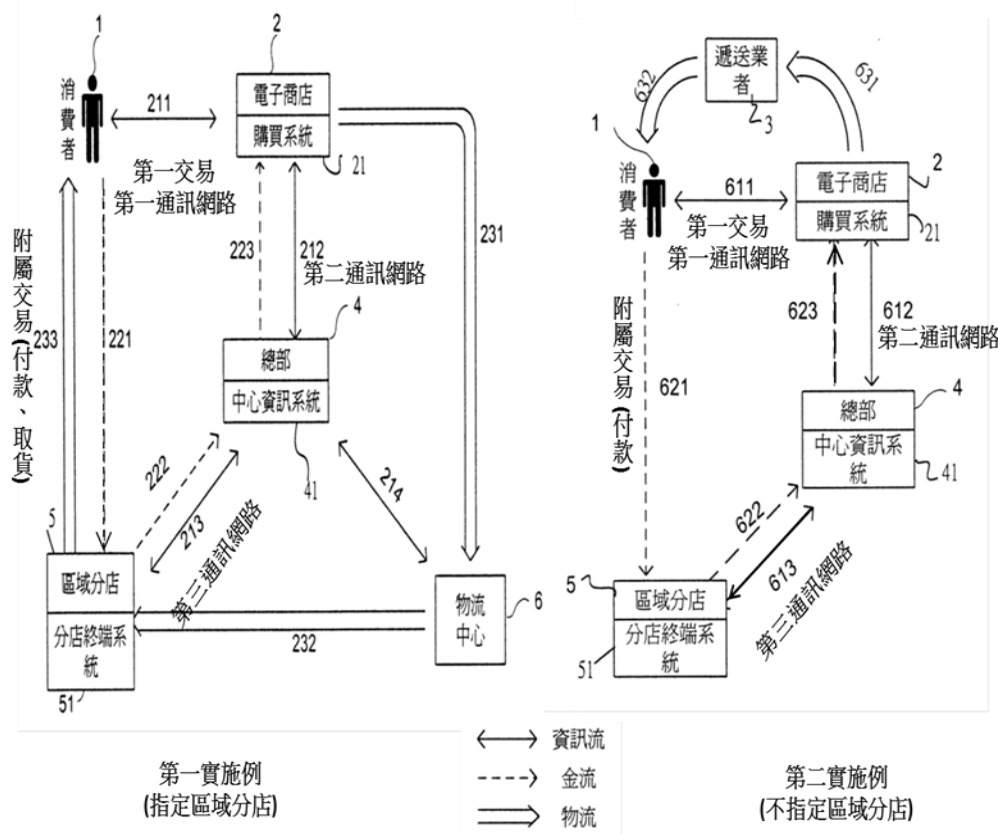 1
消費者
211
2
電子商店
購買系統
21
第一交易
第一通訊網路
223
212
第二通訊網路
231
附屬交易(付款、取貨)
233
221
4
總部
中心資訊系統
41
222
213
第三通訊網路
214
5
區域分店
分店終端系統
51
232
物流中心
6
第一實施例
(指定區域分店)
資訊流
金流
物流
遞送業者
3
632
631
1
消費者
611
2
電子商店
購買系統
21
第一交易
第一通訊網路
623
612
第二通訊網路
附屬交易(付款)
621
4
總部
中心資訊系統
41
622
613
第三通訊網路
5
區域分店
分店終端系統
51
第二實施例
(不指定區域分店)